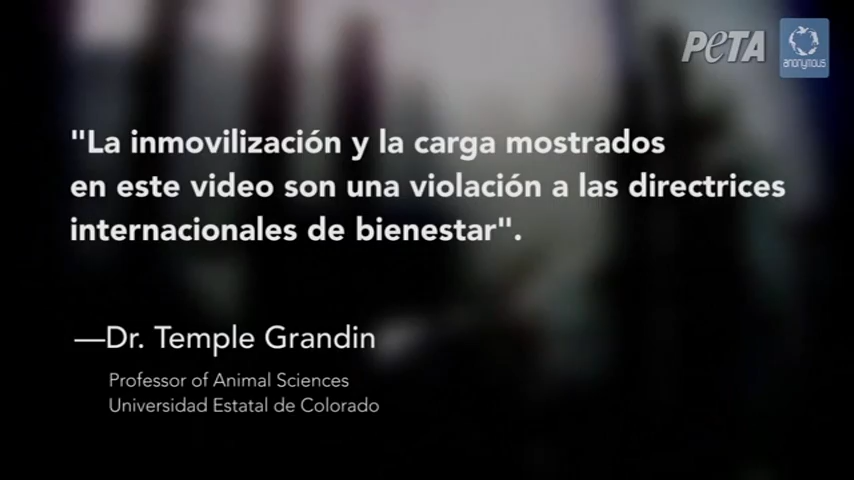 PETA
anonymous
"La inmovilización y la carga mostrados
en este video son una violación a las directrices
internacionales de bienestar".
—Dr. Temple Grandin
Professor of Animal Sciences
Universidad Estatal de Colorado